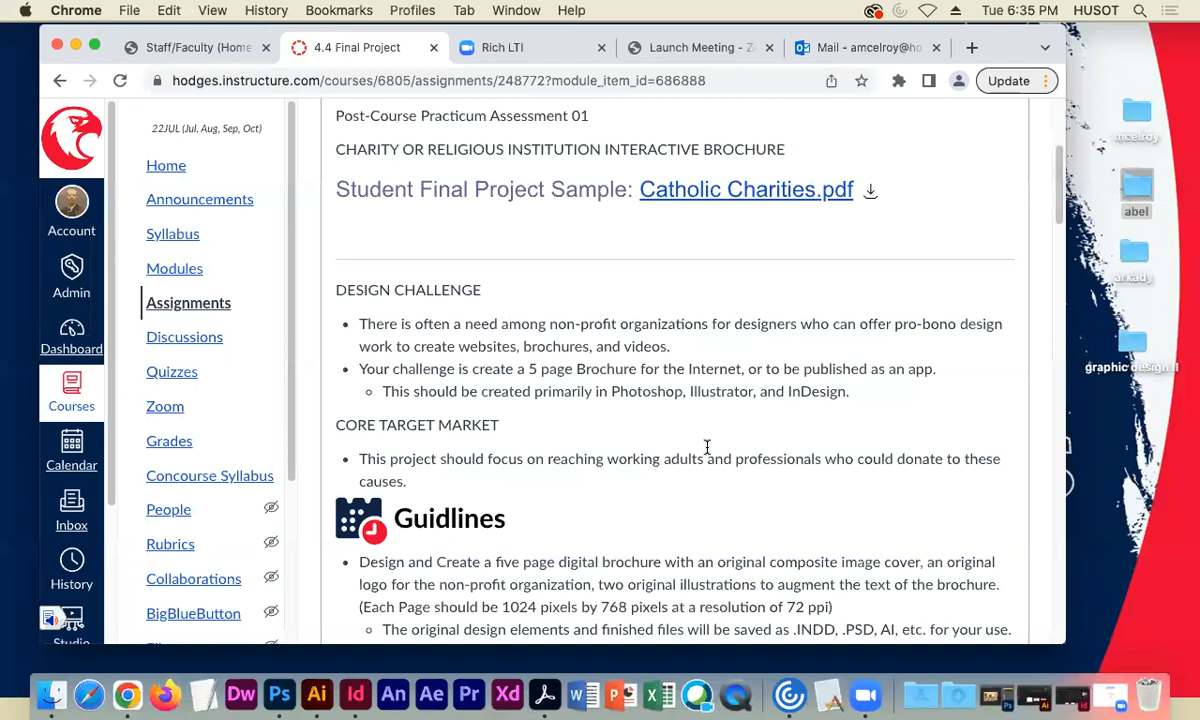 Chrome File Edit View History Bookmarks Profiles Tab Window Help Tue 6:35 PM HUSOT
Staff/Faculty (Home
4.4 Final Project
Rich LTI
Launch Meeting - Z
Mail - amcelroy@ho
hodges.instructure.com/courses/6805/assignments/248772?module_item_id=686888
Update
Account
Admin
Dashboard
Courses
Calendar
Inbox
History
Studio
22JUL (Jul, Aug, Sep, Oct)
Home
Announcements
Syllabus
Modules
Assignments
Discussions
Quizzes
Zoom
Grades
Concourse Syllabus
People
Rubrics
Collaborations
BigBlueButton
Post-Course Practicum Assessment 01
CHARITY OR RELIGIOUS INSTITUTION INTERACTIVE BROCHURE
Student Final Project Sample: Catholic Charities.pdf
DESIGN CHALLENGE
There is often a need among non-profit organizations for designers who can offer pro-bono design
work to create websites, brochures, and videos.
Your challenge is create a 5 page Brochure for the Internet, or to be published as an app.
This should be created primarily in Photoshop, Illustrator, and InDesign.
CORE TARGET MARKET
This project should focus on reaching working adults and professionals who could donate to these
causes.
Guidlines
Design and Create a five page digital brochure with an original composite image cover, an original
logo for the non-profit organization, two original illustrations to augment the text of the brochure.
(Each Page should be 1024 pixels by 768 pixels at a resolution of 72 ppi)
The original design elements and finished files will be saved as .INDD, .PSD, AI, etc. for your use.
mcelroy
abel
arkady
graphic design II
Dw Ps Ai Id An Ae Pr Xd